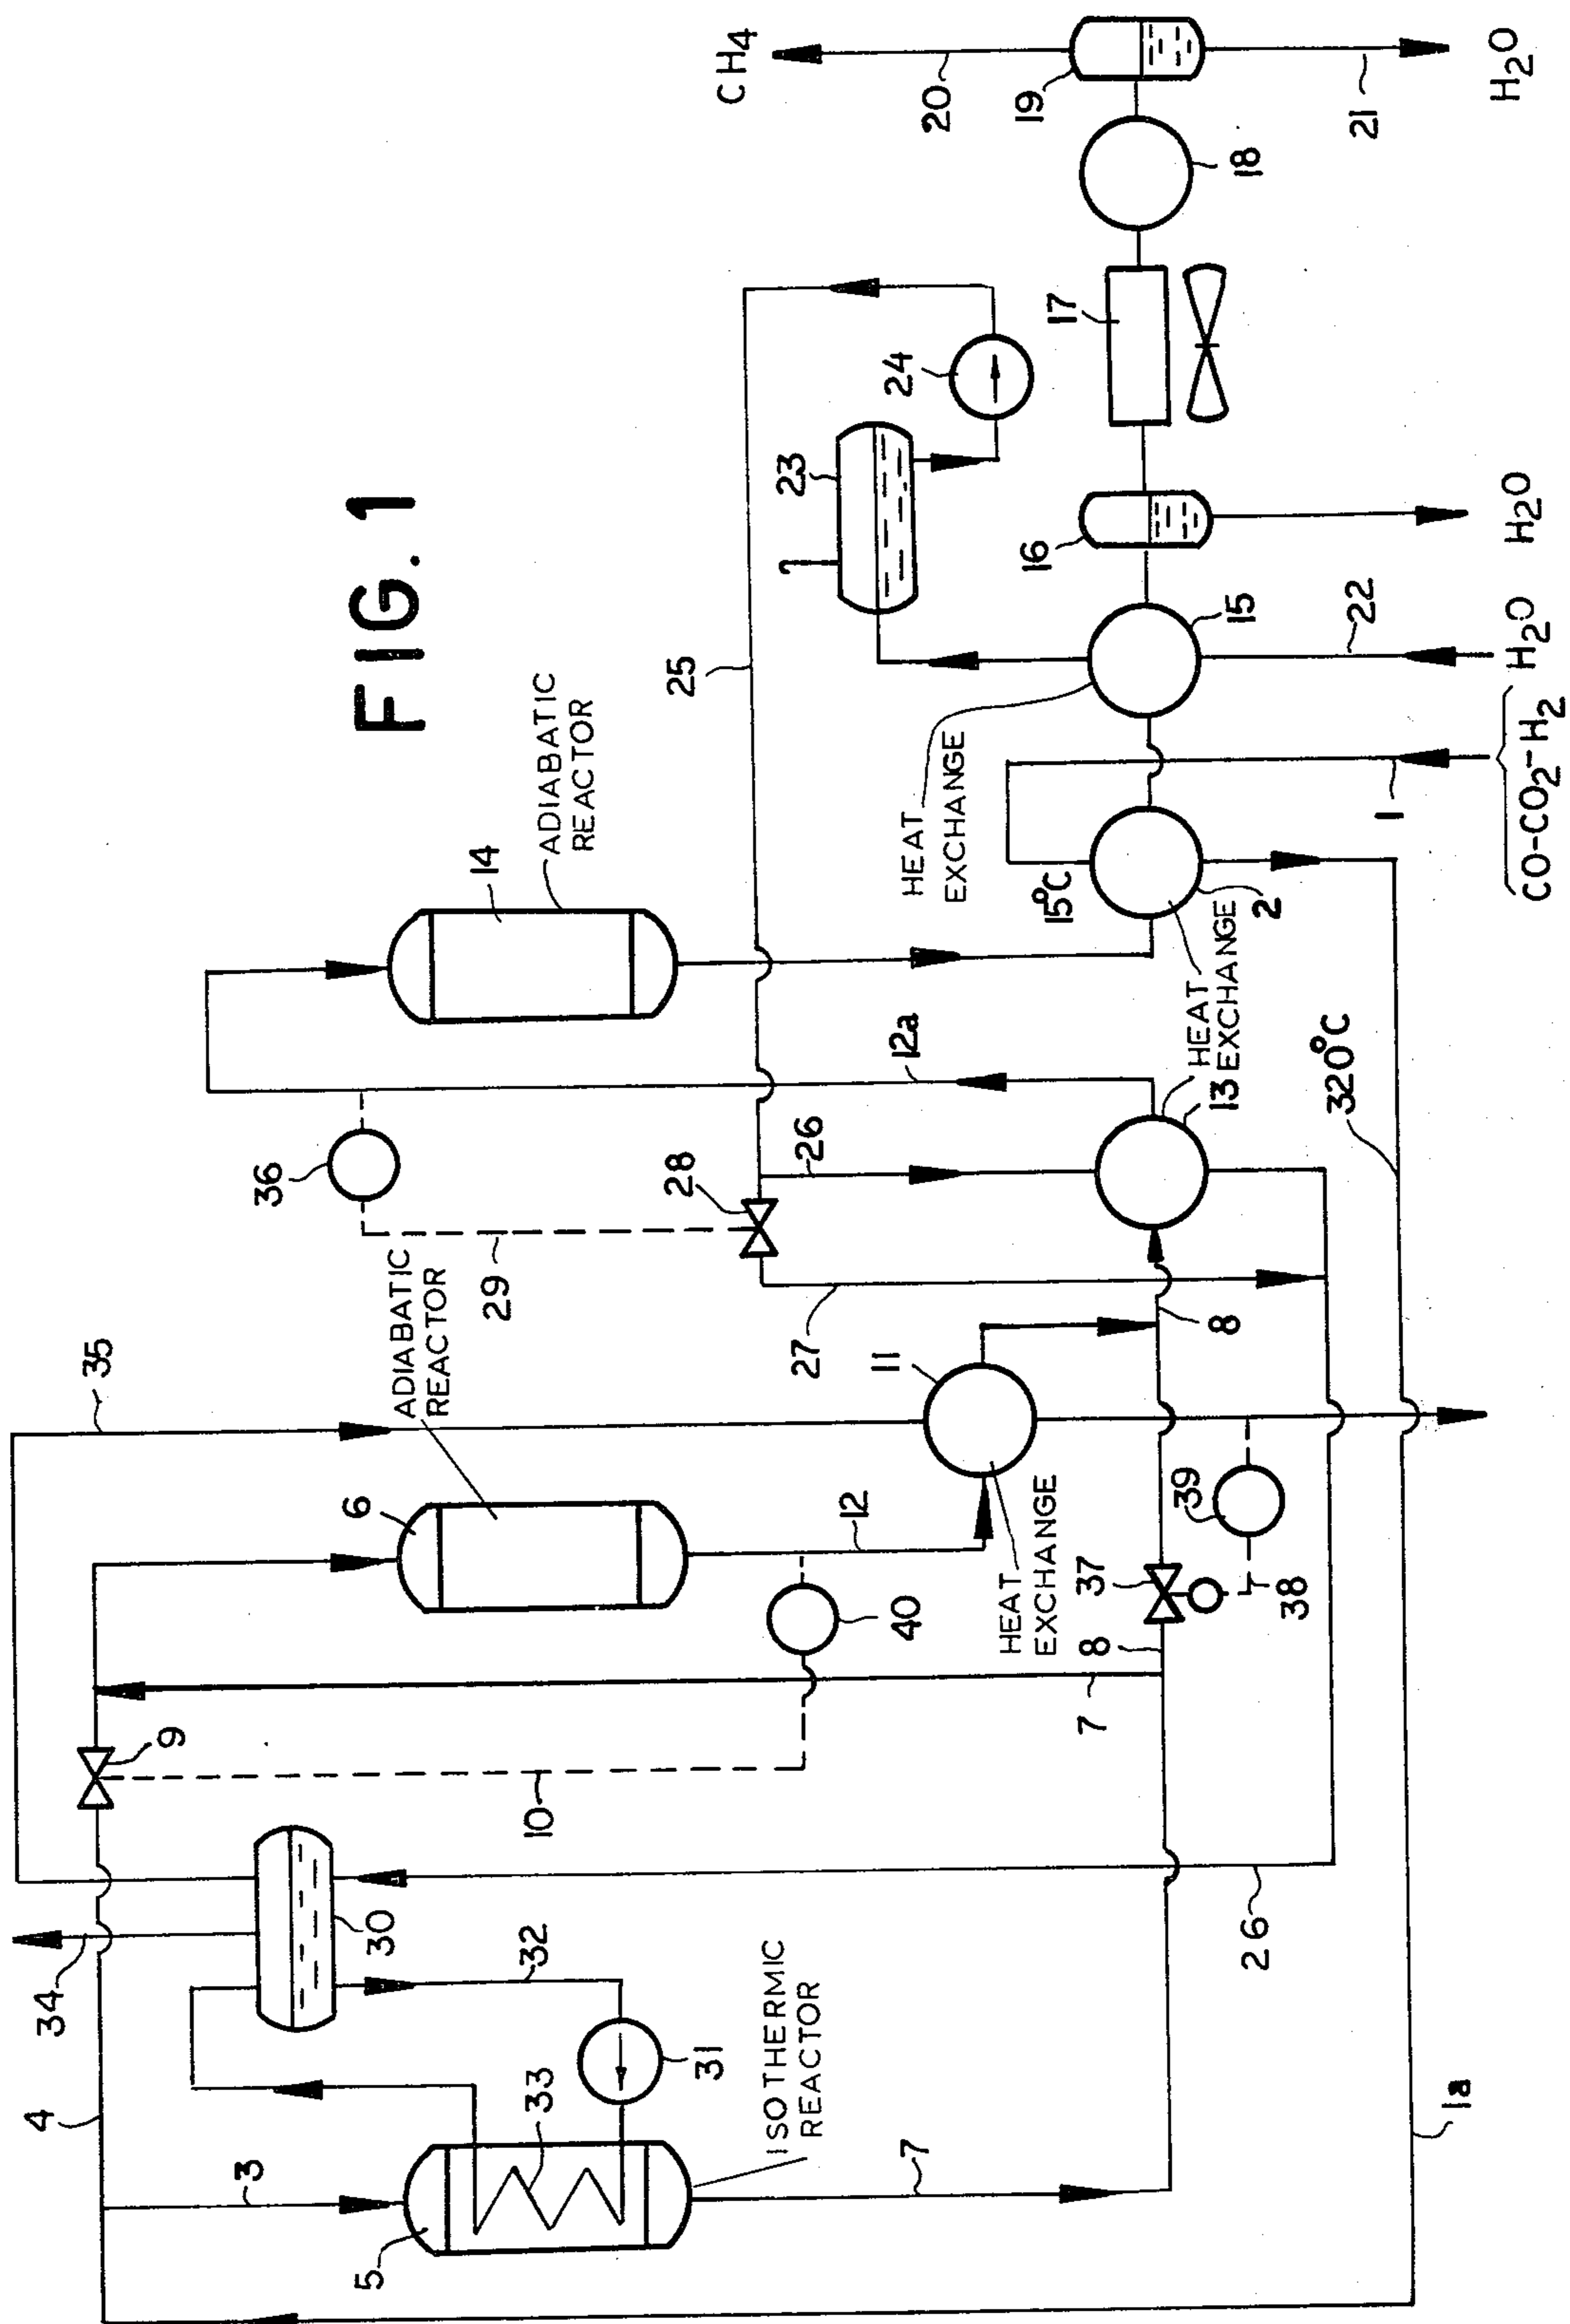 4
34
35
9
3
36
6
5
30
FIG. 1
ADIABATIC
REACTOR
14
29
33
32
10
ADIABATIC
REACTOR
28
25
31
CH4
ISOTHERMIC
REACTOR
23
27
26
12
11
24
7
40
12a
HEAT
EXCHANGE
20
HEAT
EXCHANGE
16
19
15°C
17
7
8
37
39
HEAT
EXCHANGE
8
13
15
18
26
2
38
320°C
22
21
1
1a
CO-CO2-H2
H2O
H2O
H2O